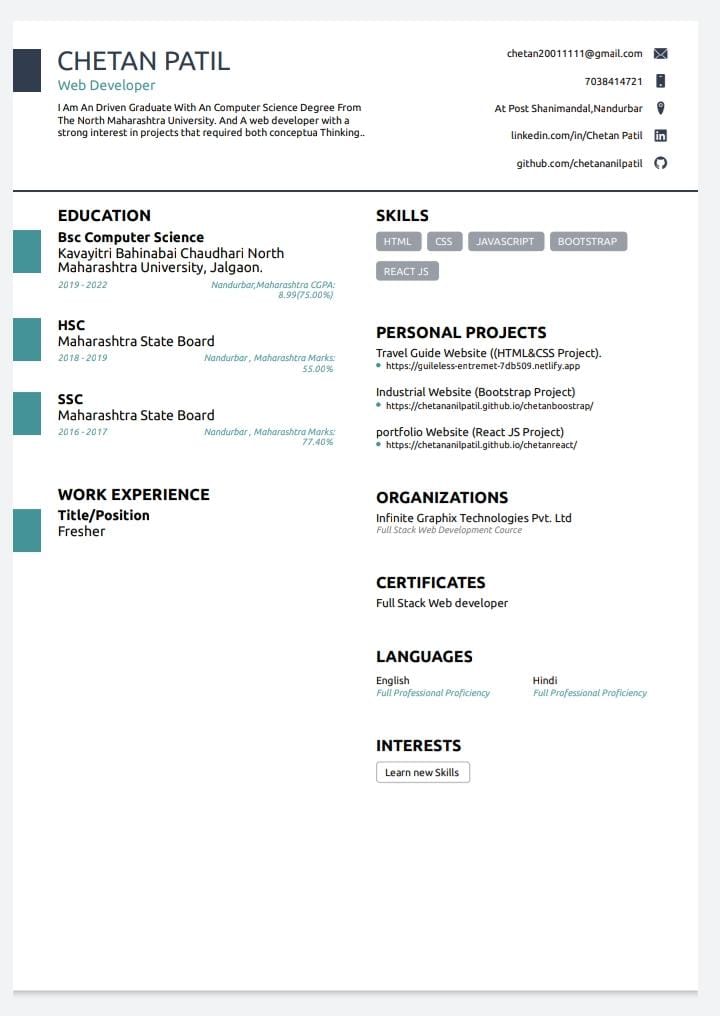 CHETAN PATIL
Web Developer
I Am An Driven Graduate With An Computer Science Degree From
The North Maharashtra University. And A web developer with a
strong interest in projects that required both conceptua Thinking..
chetan20011111@gmail.com
7038414721
At Post Shanimandal,Nandurbar
linkedin.com/in/Chetan Patil
github.com/chetananilpatil
EDUCATION
Bsc Computer Science
Kavayitri Bahinabai Chaudhari North
Maharashtra University, Jalgaon.
2019 - 2022
Nandurbar,Maharashtra CGPA:
8.99(75.00%)
HSC
Maharashtra State Board
2018 - 2019
Nandurbar , Maharashtra Marks:
55.00%
SSC
Maharashtra State Board
2016 - 2017
Nandurbar , Maharashtra Marks:
77.40%
WORK EXPERIENCE
Title/Position
Fresher
SKILLS
HTML CSS JAVASCRIPT BOOTSTRAP
REACT JS
PERSONAL PROJECTS
Travel Guide Website ((HTML&CSS Project).
https://guileless-entremet-7db509.netlify.app
Industrial Website (Bootstrap Project)
https://chetananilpatil.github.io/chetanboostrap/
portfolio Website (React JS Project)
https://chetananilpatil.github.io/chetanreact/
ORGANIZATIONS
Infinite Graphix Technologies Pvt. Ltd
Full Stack Web Development Cource
CERTIFICATES
Full Stack Web developer
LANGUAGES
English
Full Professional Proficiency
Hindi
Full Professional Proficiency
INTERESTS
Learn new Skills